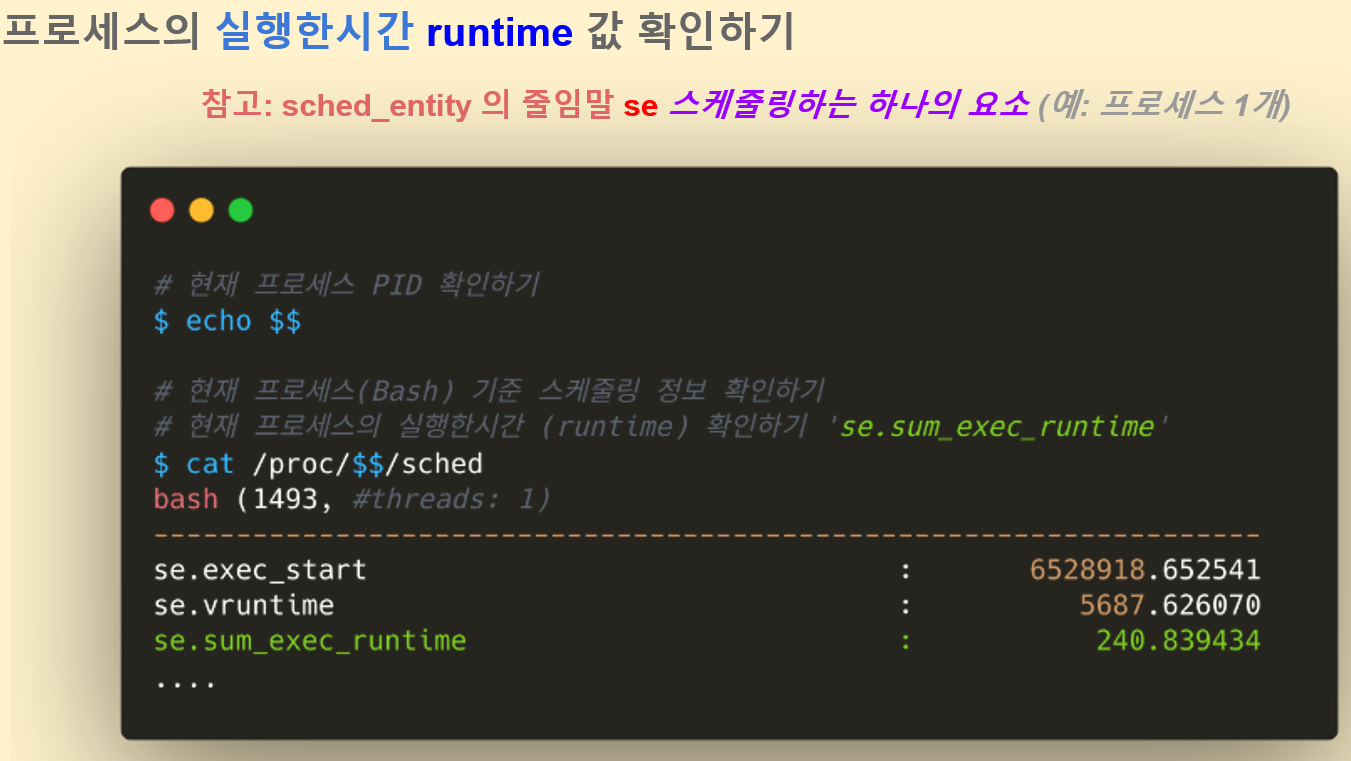 프로세스의 실행한시간 runtime 값 확인하기
참고: sched_entity 의 줄임말 se 스케줄링하는 하나의 요소 (예: 프로세스 1개)
# 현재 프로세스 PID 확인하기
$ echo $$
# 현재 프로세스(Bash) 기준 스케줄링 정보 확인하기
# 현재 프로세스의 실행한시간 (runtime) 확인하기 'se.sum_exec_runtime'
$ cat /proc/$$/sched
bash (1493, #threads: 1)
-------------------------------------------------------------------
se.exec_start : 6528918.652541
se.vruntime : 5687.626070
se.sum_exec_runtime : 240.839434
....